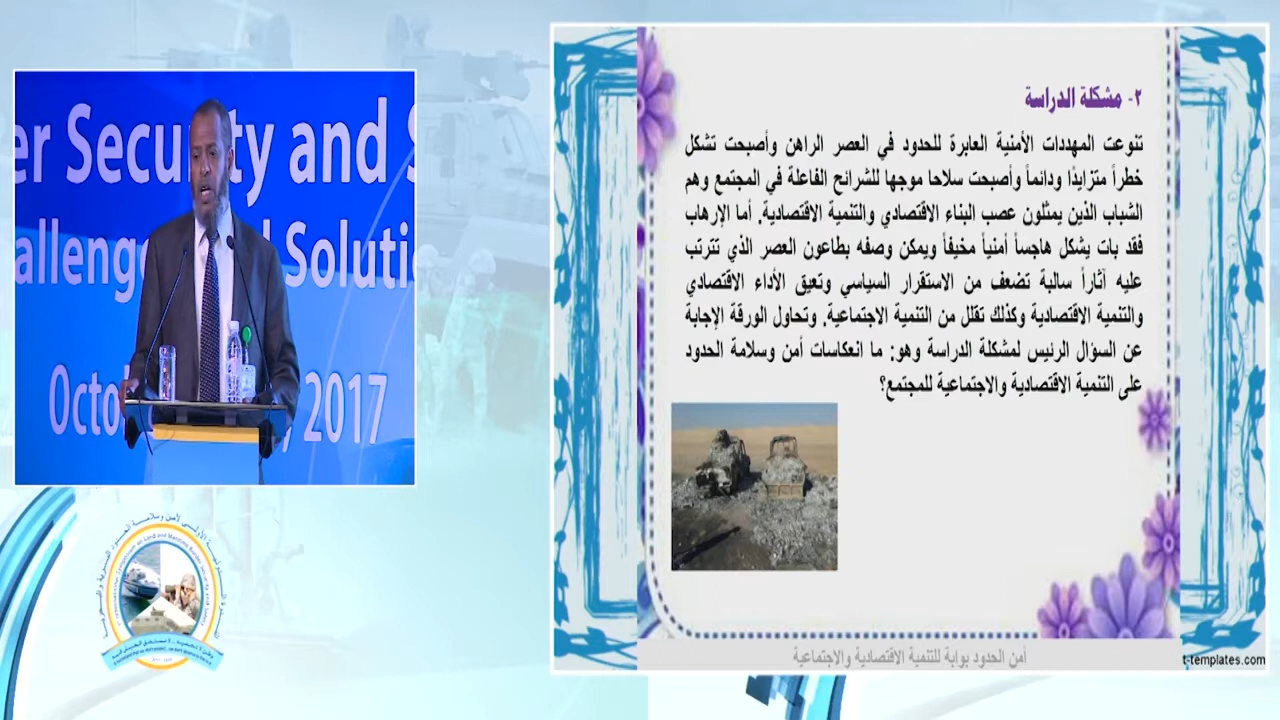 er Security and S
allenge
d Soluti
Octo
, 2017
٢- مشكلة الدراسة
تنوعت المهددات الأمنية العابرة للحدود في العصر الراهن وأصبحت تشكل
خطراً متزايدًا ودائماً وأصبحت سلاحا موجها للشرائح الفاعلة في المجتمع وهم
الشباب الذين يمثلون عصب البناء الاقتصادي والتنمية الاقتصادية. أما الإرهاب
فقد بات يشكل هاجساً أمنياً مخيفاً ويمكن وصفه بطاعون العصر الذي تترتب
عليه آثاراً سالبة تضعف من الاستقرار السياسي وتعيق الأداء الاقتصادي
والتنمية الاقتصادية وكذلك تقلل من التنمية الاجتماعية. وتحاول الورقة الإجابة
عن السؤال الرئيس لمشكلة الدراسة وهو: ما انعكاسات أمن وسلامة الحدود
على التنمية الاقتصادية والاجتماعية للمجتمع؟
أمن الحدود بوابة للتنمية الاقتصادية والاجتماعية
t-templates.com